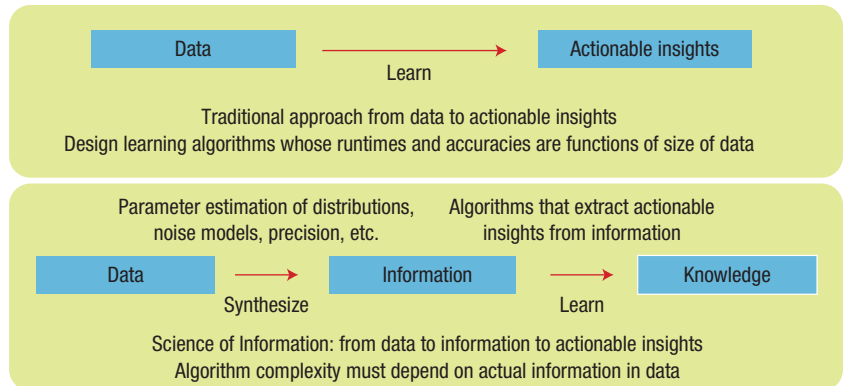 Data
Actionable insights
Learn
Traditional approach from data to actionable insights
Design learning algorithms whose runtimes and accuracies are functions of size of data
Parameter estimation of distributions,
noise models, precision, etc.
Algorithms that extract actionable
insights from information
Data
Information
Knowledge
Synthesize
Learn
Science of Information: from data to information to actionable insights
Algorithm complexity must depend on actual information in data